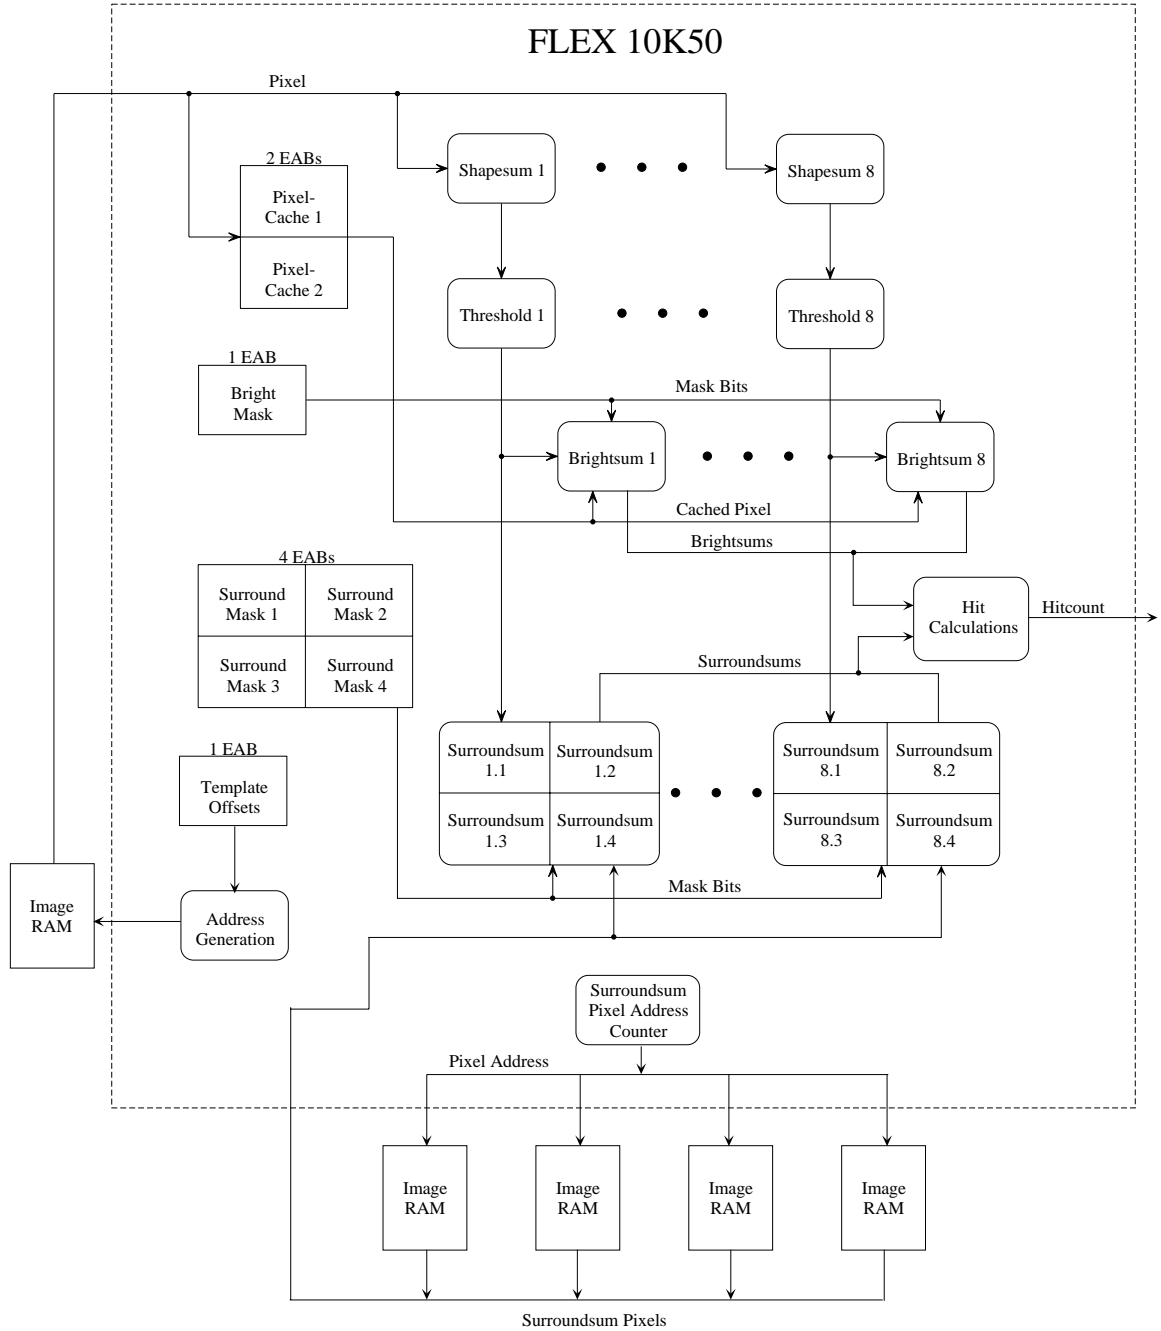 FLEX 10K50
Pixel
2 EABs
Pixel-
Cache 1
Pixel-
Cache 2
Shapesum 1
Shapesum 8
Threshold 1
Threshold 8
1 EAB
Bright
Mask
Mask Bits
Brightsum 1
Brightsum 8
Cached Pixel
Brightsums
4 EABs
Surround
Mask 1
Surround
Mask 2
Surround
Mask 3
Surround
Mask 4
Hit
Calculations
Hitcount
Surroundsums
Surroundsum
1.1
Surroundsum
1.2
Surroundsum
1.3
Surroundsum
1.4
Surroundsum
8.1
Surroundsum
8.2
Surroundsum
8.3
Surroundsum
8.4
1 EAB
Template
Offsets
Mask Bits
Image
RAM
Address
Generation
Surroundsum
Pixel Address
Counter
Pixel Address
Image
RAM
Image
RAM
Image
RAM
Image
RAM
Surroundsum Pixels